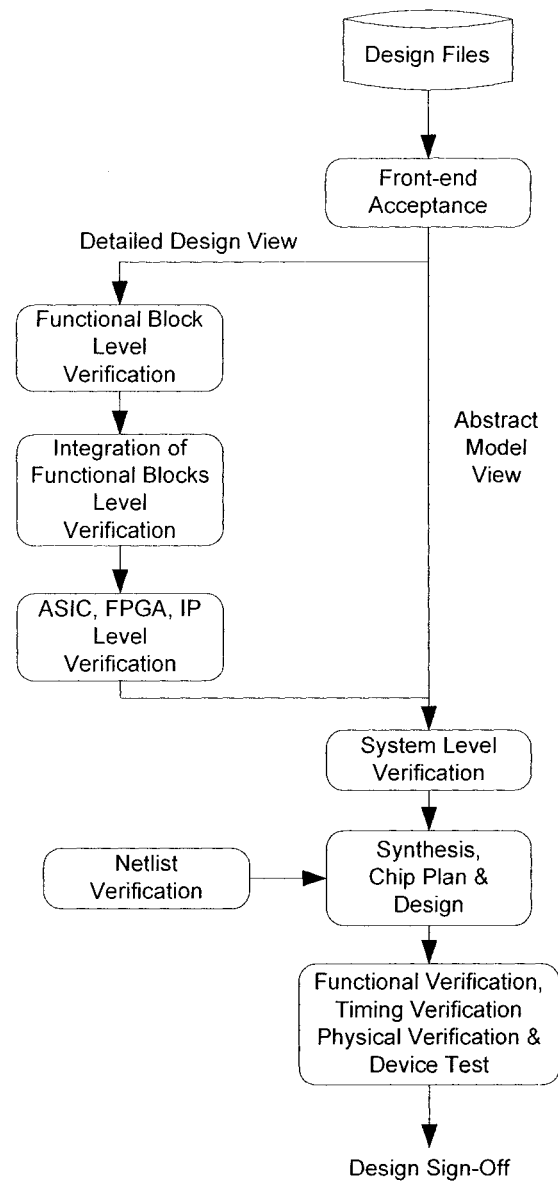 Design Files
Front-end
Acceptance
Detailed Design View
Functional Block
Level
Verification
Integration of
Functional Blocks
Level
Verification
Abstract
Model
View
ASIC, FPGA, IP
Level
Verification
System Level
Verification
Netlist
Verification
Synthesis,
Chip Plan &
Design
Functional Verification,
Timing Verification
Physical Verification &
Device Test
Design Sign-Off